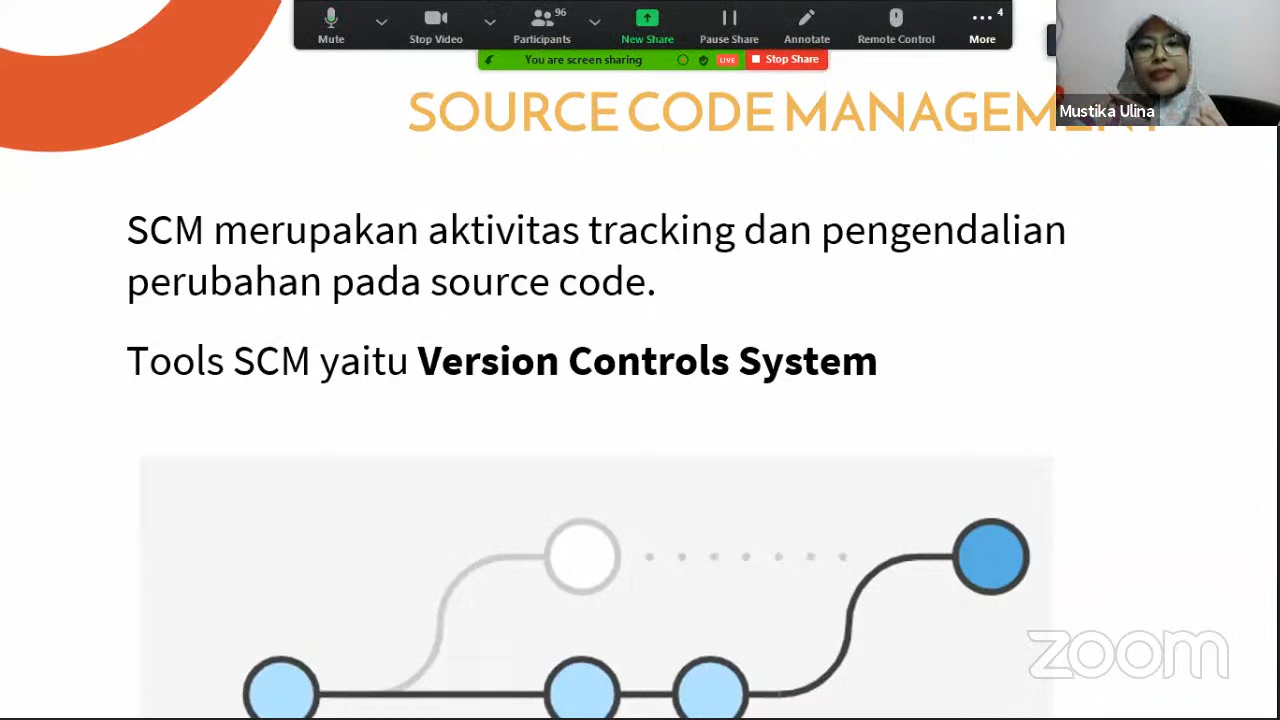 96
4
Mute
Stop Video
Participants
New Share
Pause Share
Annotate
Remote Control
More
You are screen sharing
LIVE
Stop Share
SOURCE CODE MANAGEMENT
Mustika Ulina
SCM merupakan aktivitas tracking dan pengendalian
perubahan pada source code.
Tools SCM yaitu Version Controls System
zoom